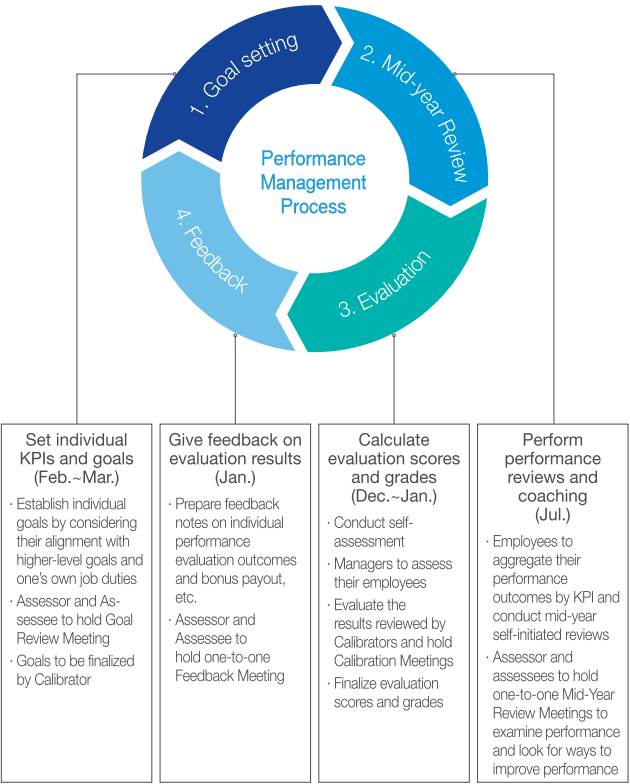 1. Goal setting
2. Mid-year Review
3. Evaluation
4. Feedback
Performance
Management
Process
Set individual
KPIs and goals
(Feb.~Mar.)
· Establish individual
goals by considering
their alignment with
higher-level goals and
one's own job duties
· Assessor and As-
sessee to hold Goal
Review Meeting
· Goals to be finalized
by Calibrator
Give feedback on
evaluation results
(Jan.)
· Prepare feedback
notes on individual
performance
evaluation outcomes
and bonus payout,
etc.
· Assessor and
Assessee to
hold one-to-one
Feedback Meeting
Calculate
evaluation scores
and grades
(Dec.~Jan.)
· Conduct self-
assessment
· Managers to assess
their employees
· Evaluate the
results reviewed by
Calibrators and hold
Calibration Meetings
· Finalize evaluation
scores and grades
Perform
performance
reviews and
coaching
(Jul.)
· Employees to
aggregate their
performance
outcomes by KPI and
conduct mid-year
self-initiated reviews
· Assessor and
assessees to hold
one-to-one Mid-Year
Review Meetings to
examine performance
and look for ways to
improve performance